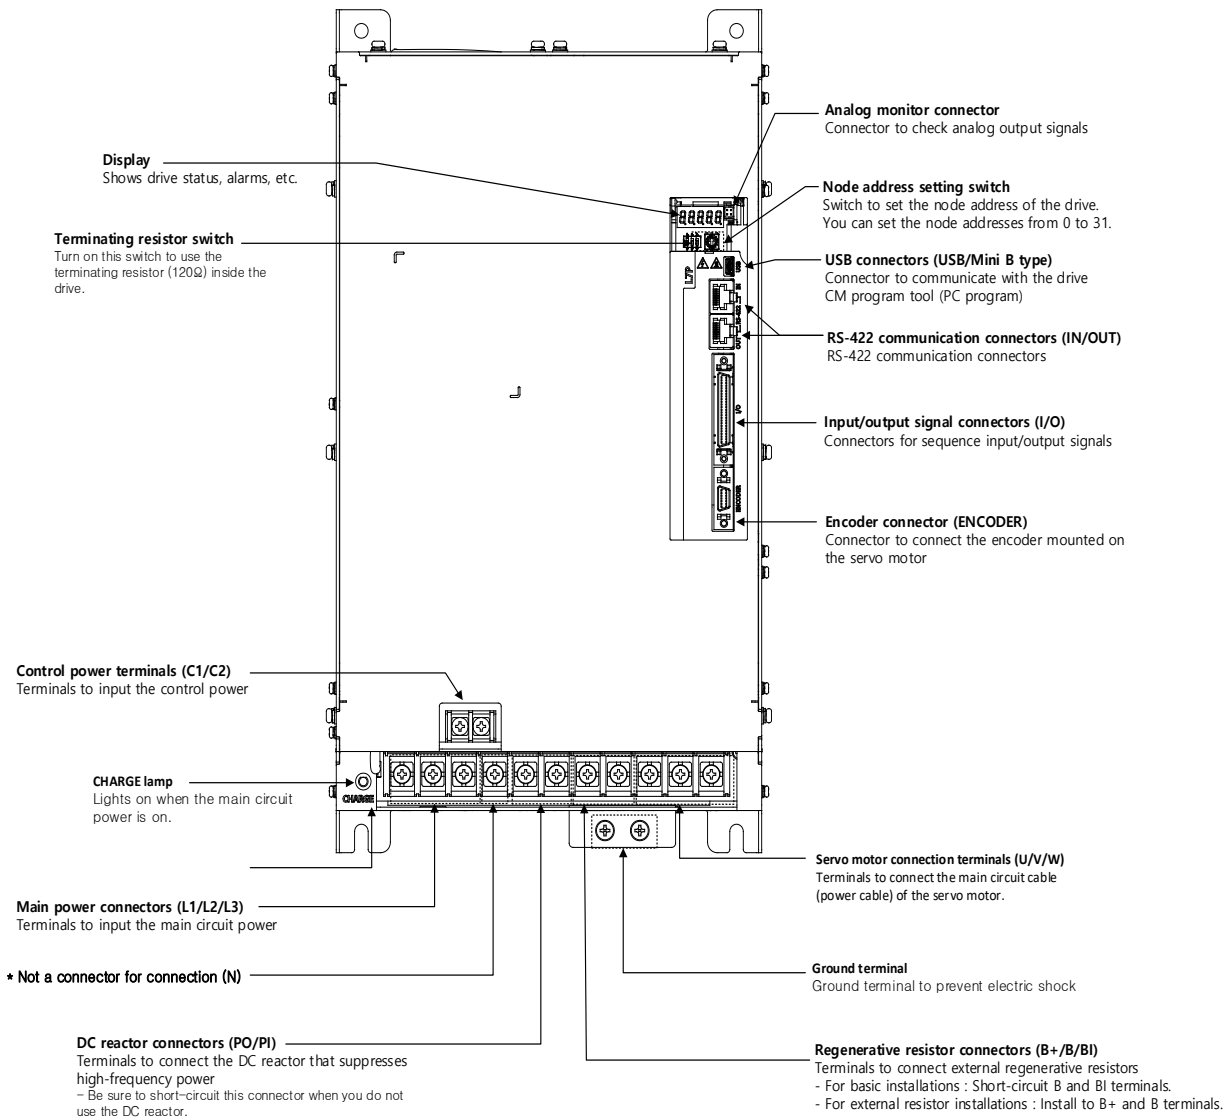 Analog monitor connector
Connector to check analog output signals
Display
Shows drive status, alarms, etc.
Node address setting switch
Switch to set the node address of the drive.
You can set the node addresses from 0 to 31.
Terminating resistor switch
Turn on this switch to use the
terminating resistor (120Ω) inside the
drive.
USB connectors (USB/Mini B type)
Connector to communicate with the drive
CM program tool (PC program)
L7P
USB
IN
RS-422
OUT
RS-422 communication connectors (IN/OUT)
RS-422 communication connectors
I/O
Input/output signal connectors (I/O)
Connectors for sequence input/output signals
ENCODER
Encoder connector (ENCODER)
Connector to connect the encoder mounted on
the servo motor
Control power terminals (C1/C2)
Terminals to input the control power
CHARGE lamp
Lights on when the main circuit
power is on.
CHARGE
Servo motor connection terminals (U/V/W)
Terminals to connect the main circuit cable
(power cable) of the servo motor.
Main power connectors (L1/L2/L3)
Terminals to input the main circuit power
* Not a connector for connection (N)
Ground terminal
Ground terminal to prevent electric shock
DC reactor connectors (PO/PI)
Terminals to connect the DC reactor that suppresses
high-frequency power
- Be sure to short-circuit this connector when you do not
use the DC reactor.
Regenerative resistor connectors (B+/B/BI)
Terminals to connect external regenerative resistors
- For basic installations : Short-circuit B and BI terminals.
- For external resistor installations : Install to B+ and B terminals.